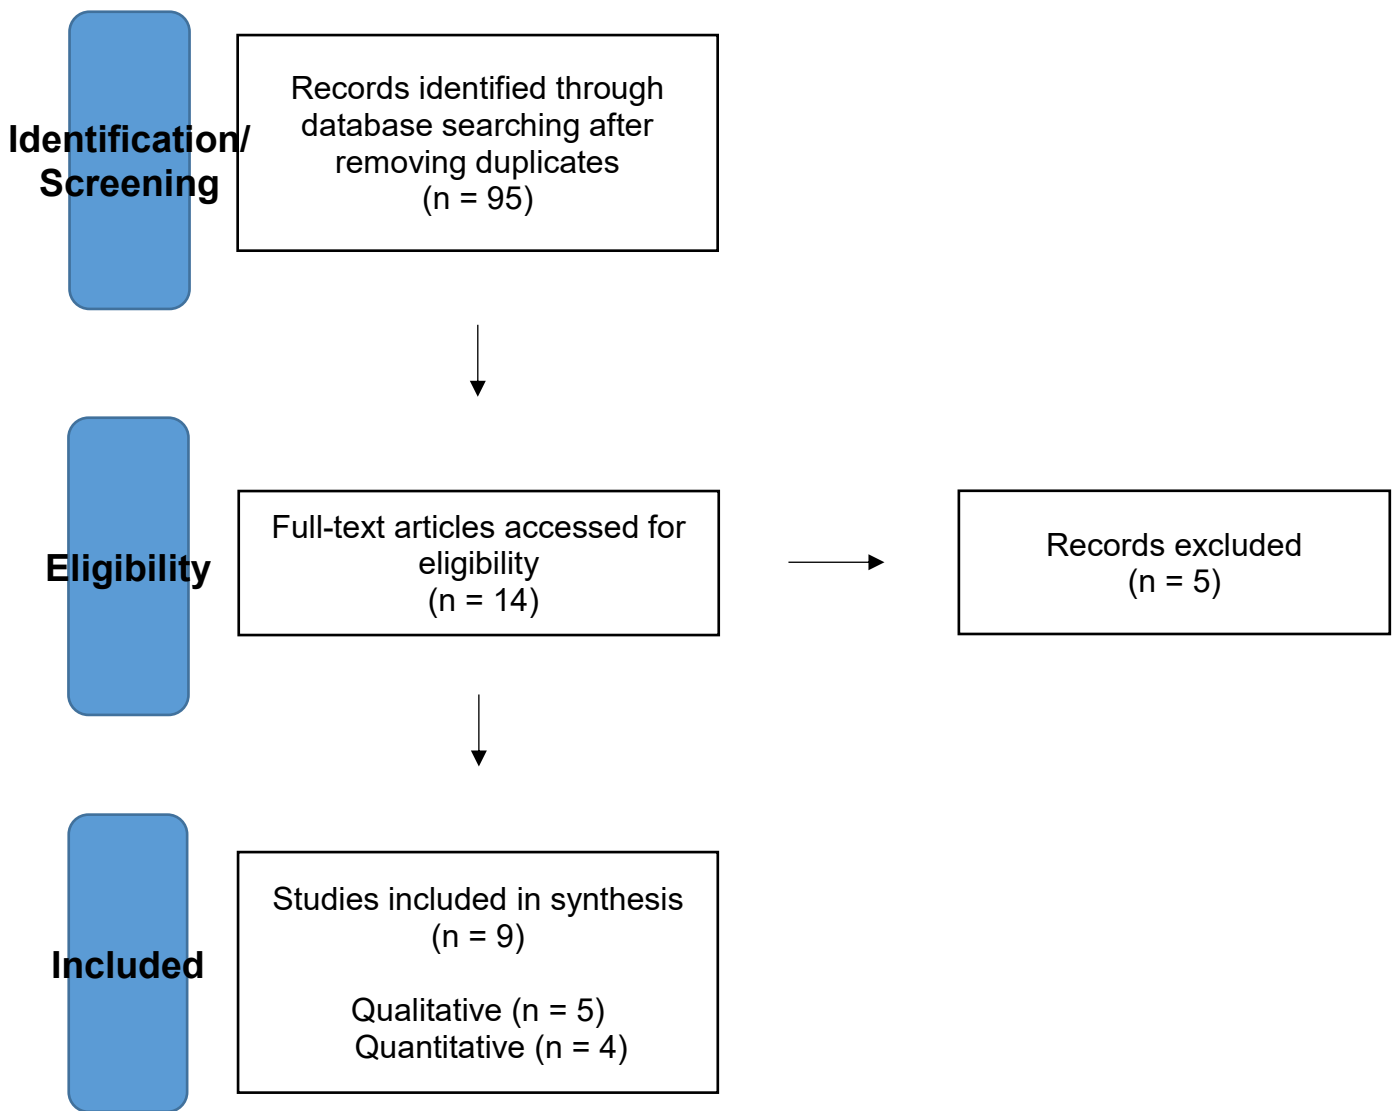 Identification/
Screening
Records identified through
database searching after
removing duplicates
(n = 95)
Eligibility
Full-text articles accessed for
eligibility
(n = 14)
Records excluded
(n = 5)
Included
Studies included in synthesis
(n = 9)
Qualitative (n = 5)
Quantitative (n = 4)